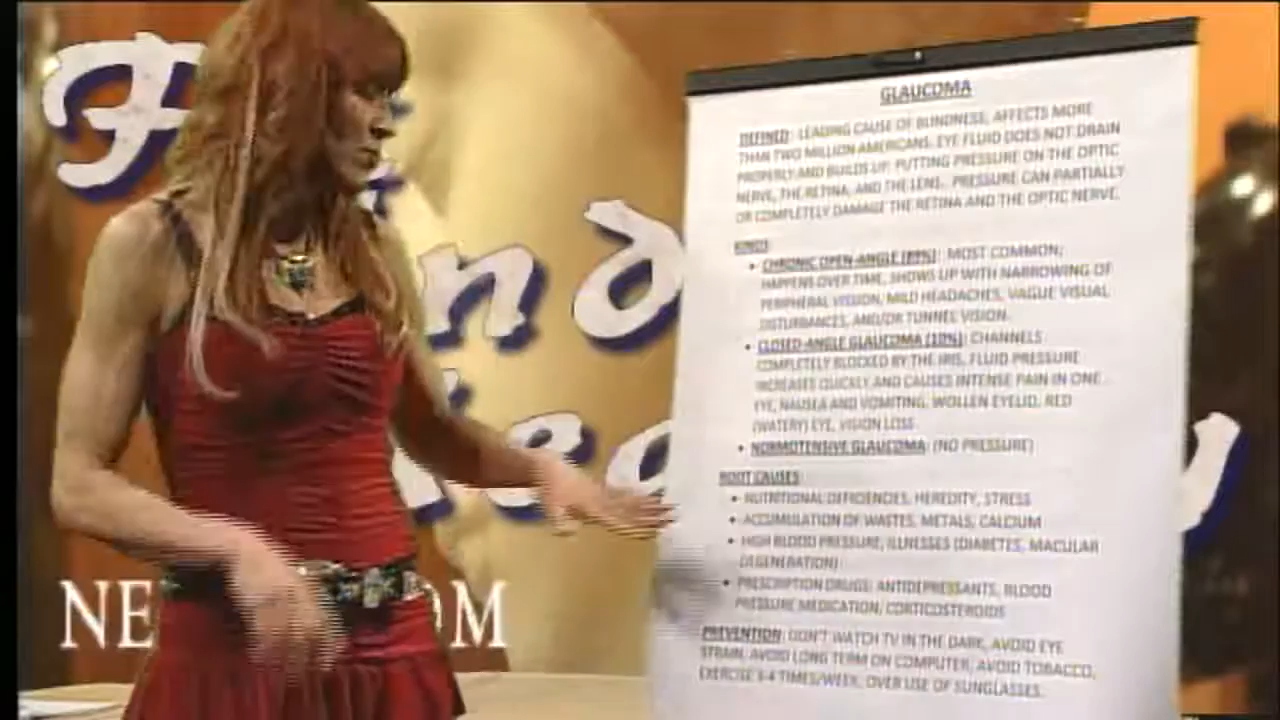 F
nd
NE OM
GLAUCOMA
DEFINED: LEADING CAUSE OF BLINDNESS, AFFECTS MORE
THAN TWO MILLION AMERICANS. EYE FLUID DOES NOT DRAIN
PROPERLY AND BUILDS UP. PUTTING PRESSURE ON THE OPTIC
NERVE, THE RETINA, AND THE LENS. PRESSURE CAN PARTIALLY
OR COMPLETELY DAMAGE THE RETINA AND THE OPTIC NERVE.
KINDS
• CHRONIC OPEN-ANGLE (89%): MOST COMMON;
HAPPENS OVER TIME, SHOWS UP WITH NARROWING OF
PERIPHERAL VISION, MILD HEADACHES, VAGUE VISUAL
DISTURBANCES, AND/OR TUNNEL VISION.
• CLOSED-ANGLE GLAUCOMA (10%): CHANNELS
COMPLETELY BLOCKED BY THE IRIS. FLUID PRESSURE
INCREASES QUICKLY AND CAUSES INTENSE PAIN IN ONE
EYE, NAUSEA AND VOMITING, WOLLEN EYELID, RED
(WATERY) EYE, VISION LOSS
• NORMOTENSIVE GLAUCOMA: (NO PRESSURE)
ROOT CAUSES:
• NUTRITIONAL DEFICIENCIES, HEREDITY, STRESS
• ACCUMULATION OF WASTES, METALS, CALCIUM
• HIGH BLOOD PRESSURE, ILLNESSES (DIABETES, MACULAR
DEGENERATION)
• PRESCRIPTION DRUGS: ANTIDEPRESSANTS, BLOOD
PRESSURE MEDICATION, CORTICOSTEROIDS
PREVENTION: DON'T WATCH TV IN THE DARK, AVOID EYE
STRAIN, AVOID LONG TERM ON COMPUTER, AVOID TOBACCO,
EXERCISE 3-4 TIMES/WEEK, OVER USE OF SUNGLASSES.